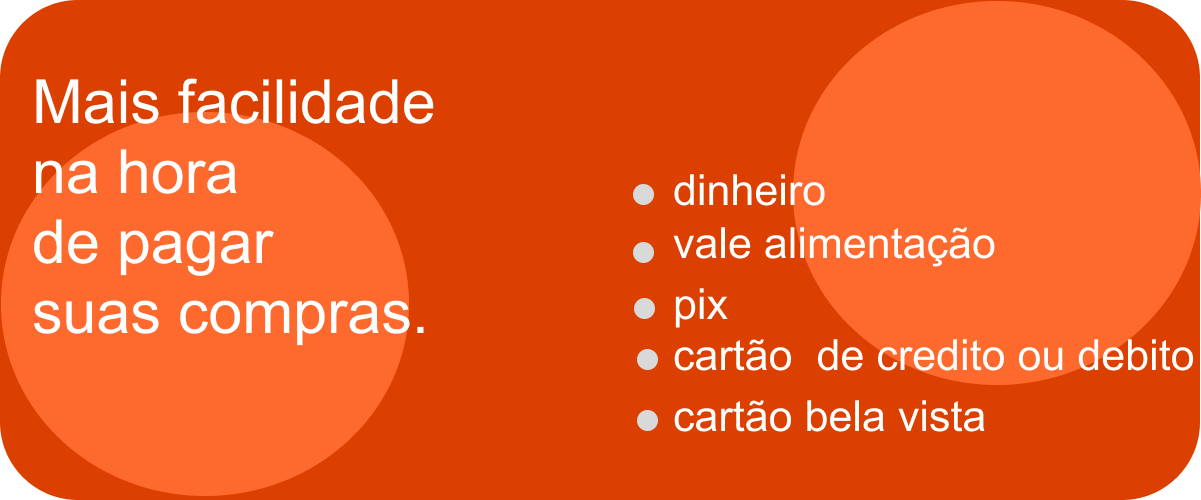 Mais facilidade
na hora
de pagar
suas compras.
dinheiro
vale alimentação
pix
cartão  de credito ou debito
cartão bela vista